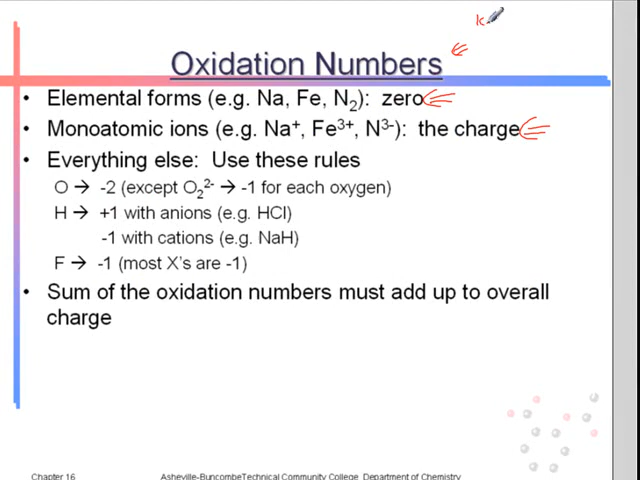 Oxidation Numbers
• Elemental forms (e.g. Na, Fe, N₂): zero
• Monoatomic ions (e.g. Na⁺, Fe³⁺, N³⁻): the charge
• Everything else: Use these rules
O → -2 (except O₂²⁻ → -1 for each oxygen)
H → +1 with anions (e.g. HCl)
-1 with cations (e.g. NaH)
F → -1 (most X's are -1)
• Sum of the oxidation numbers must add up to overall
charge
Chapter 16 Asheville-BuncombeTechnical Community College Department of Chemistry